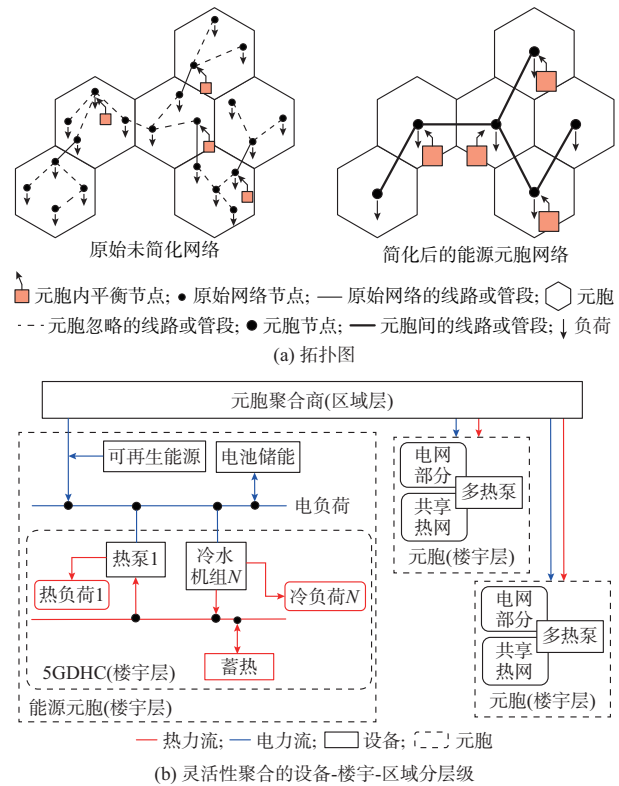 原始未简化网络
简化后的能源元胞网络
元胞内平衡节点; 原始网络节点; 原始网络的线路或管段; 元胞
元胞忽略的线路或管段; 元胞节点; 元胞间的线路或管段; 负荷
(a) 拓扑图
元胞聚合商(区域层)
可再生能源
电池储能
电负荷
热泵1
冷水
机组N
热负荷1
冷负荷N
蓄热
5GDHC(楼宇层)
能源元胞(楼宇层)
电网
部分
多热泵
共享
热网
元胞(楼宇层)
电网
部分
多热泵
共享
热网
元胞(楼宇层)
热力流; 电力流; 设备; 元胞
(b) 灵活性聚合的设备-楼宇-区域分层级